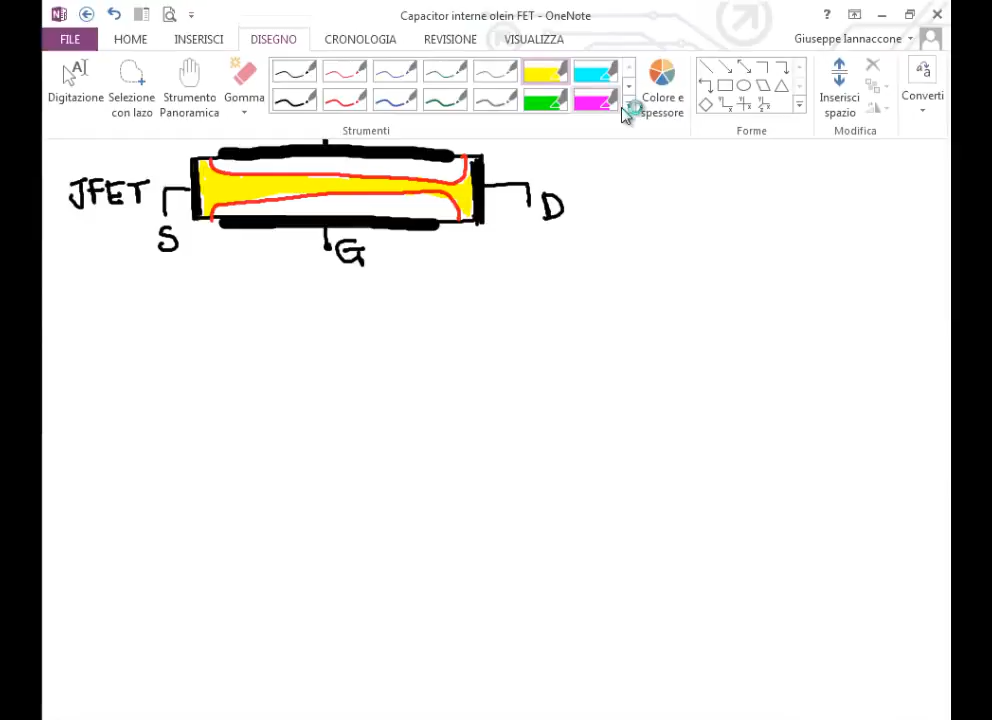 Capacitor interne olein FET - OneNote
?
FILE HOME INSERISCI DISEGNO CRONOLOGIA REVISIONE VISUALIZZA
Giuseppe Iannaccone
Digitazione
Selezione con lazo
Strumento Panoramica
Gomma
Colore e spessore
Inserisci spazio
Converti
Strumenti
Forme
Modifica
JFET
S
G
D